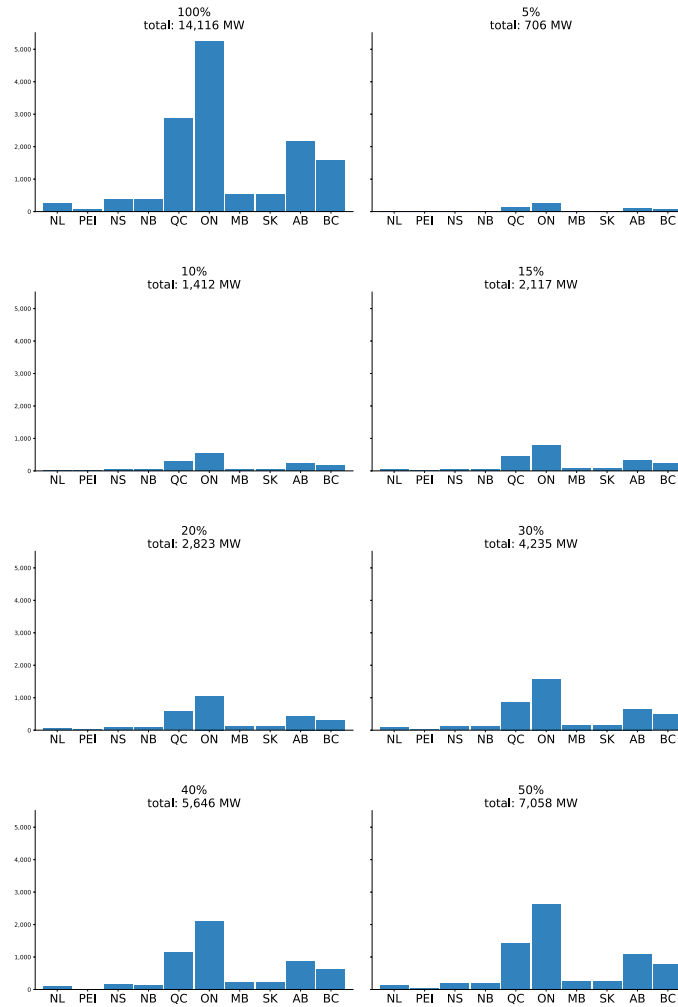 100%
total: 14,116 MW
5,000
4,000
3,000
2,000
1,000
0
NL PEI NS NB QC ON MB SK AB BC
5%
total: 706 MW
NL PEI NS NB QC ON MB SK AB BC
10%
total: 1,412 MW
5,000
4,000
3,000
2,000
1,000
0
NL PEI NS NB QC ON MB SK AB BC
15%
total: 2,117 MW
NL PEI NS NB QC ON MB SK AB BC
20%
total: 2,823 MW
5,000
4,000
3,000
2,000
1,000
0
NL PEI NS NB QC ON MB SK AB BC
30%
total: 4,235 MW
NL PEI NS NB QC ON MB SK AB BC
40%
total: 5,646 MW
5,000
4,000
3,000
2,000
1,000
0
NL PEI NS NB QC ON MB SK AB BC
50%
total: 7,058 MW
NL PEI NS NB QC ON MB SK AB BC